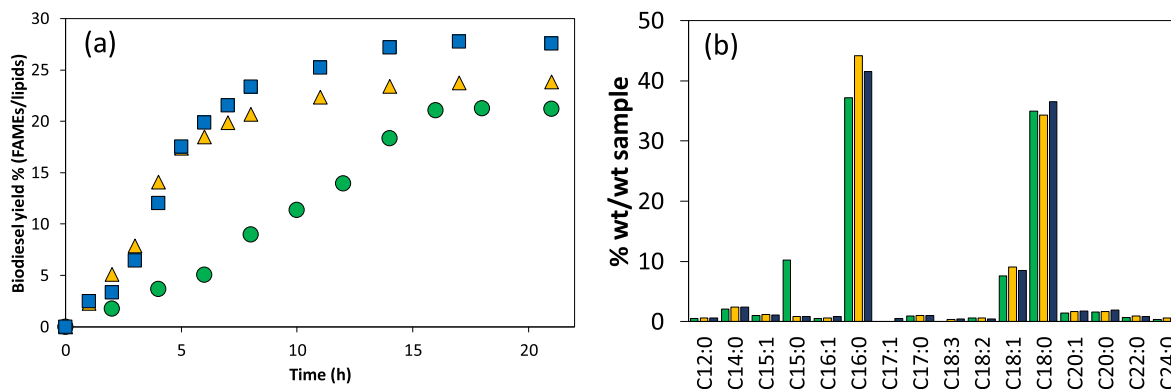 (a)
Biodiesel yield % (FAMEs/lipids)
30
25
20
15
10
5
0
0 5 10 15 20
Time (h)
(b)
% wt/wt sample
50
40
30
20
10
0
C12:0
C14:0
C15:1
C15:0
C16:1
C16:0
C17:1
C17:0
C18:3
C18:2
C18:1
C18:0
C20:1
C20:0
C22:0
C24:0